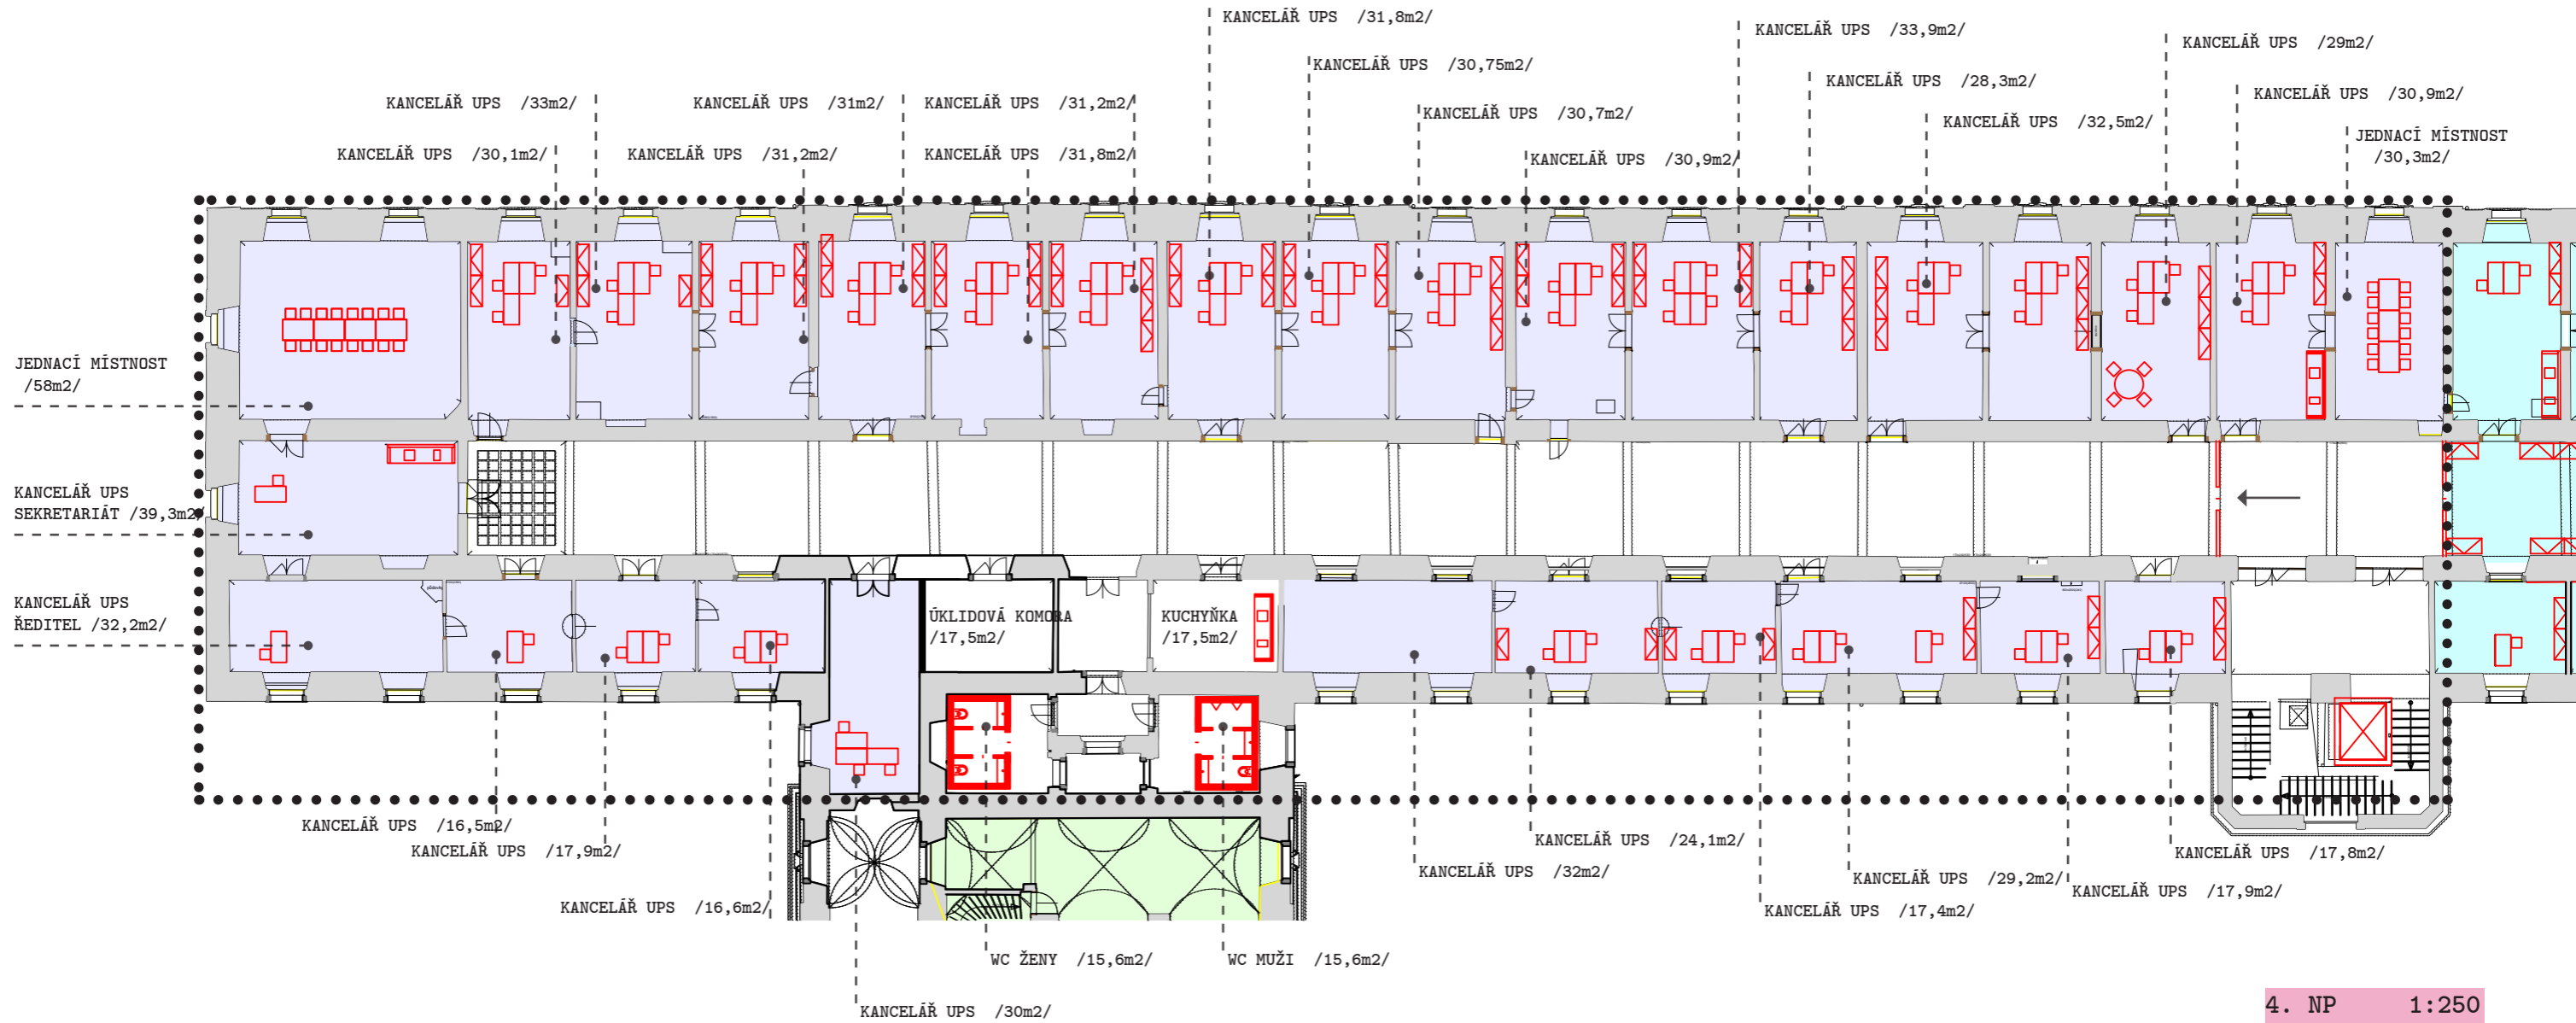 KANCELÁŘ UPS /31,8m2/
KANCELÁŘ UPS /33,9m2/
KANCELÁŘ UPS /29m2/
KANCELÁŘ UPS /30,75m2/
KANCELÁŘ UPS /28,3m2/
KANCELÁŘ UPS /30,9m2/
KANCELÁŘ UPS /33m2/
KANCELÁŘ UPS /31m2/
KANCELÁŘ UPS /31,2m2/
KANCELÁŘ UPS /30,7m2/
KANCELÁŘ UPS /32,5m2/
JEDNACÍ MÍSTNOST
/30,3m2/
KANCELÁŘ UPS /30,1m2/
KANCELÁŘ UPS /31,2m2/
KANCELÁŘ UPS /31,8m2/
KANCELÁŘ UPS /30,9m2/
JEDNACÍ MÍSTNOST
/58m2/
KANCELÁŘ UPS
SEKRETARIÁT /39,3m2/
KANCELÁŘ UPS
ŘEDITEL /32,2m2/
ÚKLIDOVÁ KOMORA
/17,5m2/
KUCHYŇKA
/17,5m2/
KANCELÁŘ UPS /16,5m2/
KANCELÁŘ UPS /17,9m2/
KANCELÁŘ UPS /16,6m2/
KANCELÁŘ UPS /24,1m2/
KANCELÁŘ UPS /32m2/
KANCELÁŘ UPS /17,8m2/
KANCELÁŘ UPS /29,2m2/
KANCELÁŘ UPS /17,9m2/
KANCELÁŘ UPS /17,4m2/
WC ŽENY /15,6m2/
WC MUŽI /15,6m2/
KANCELÁŘ UPS /30m2/
4. NP 1:250